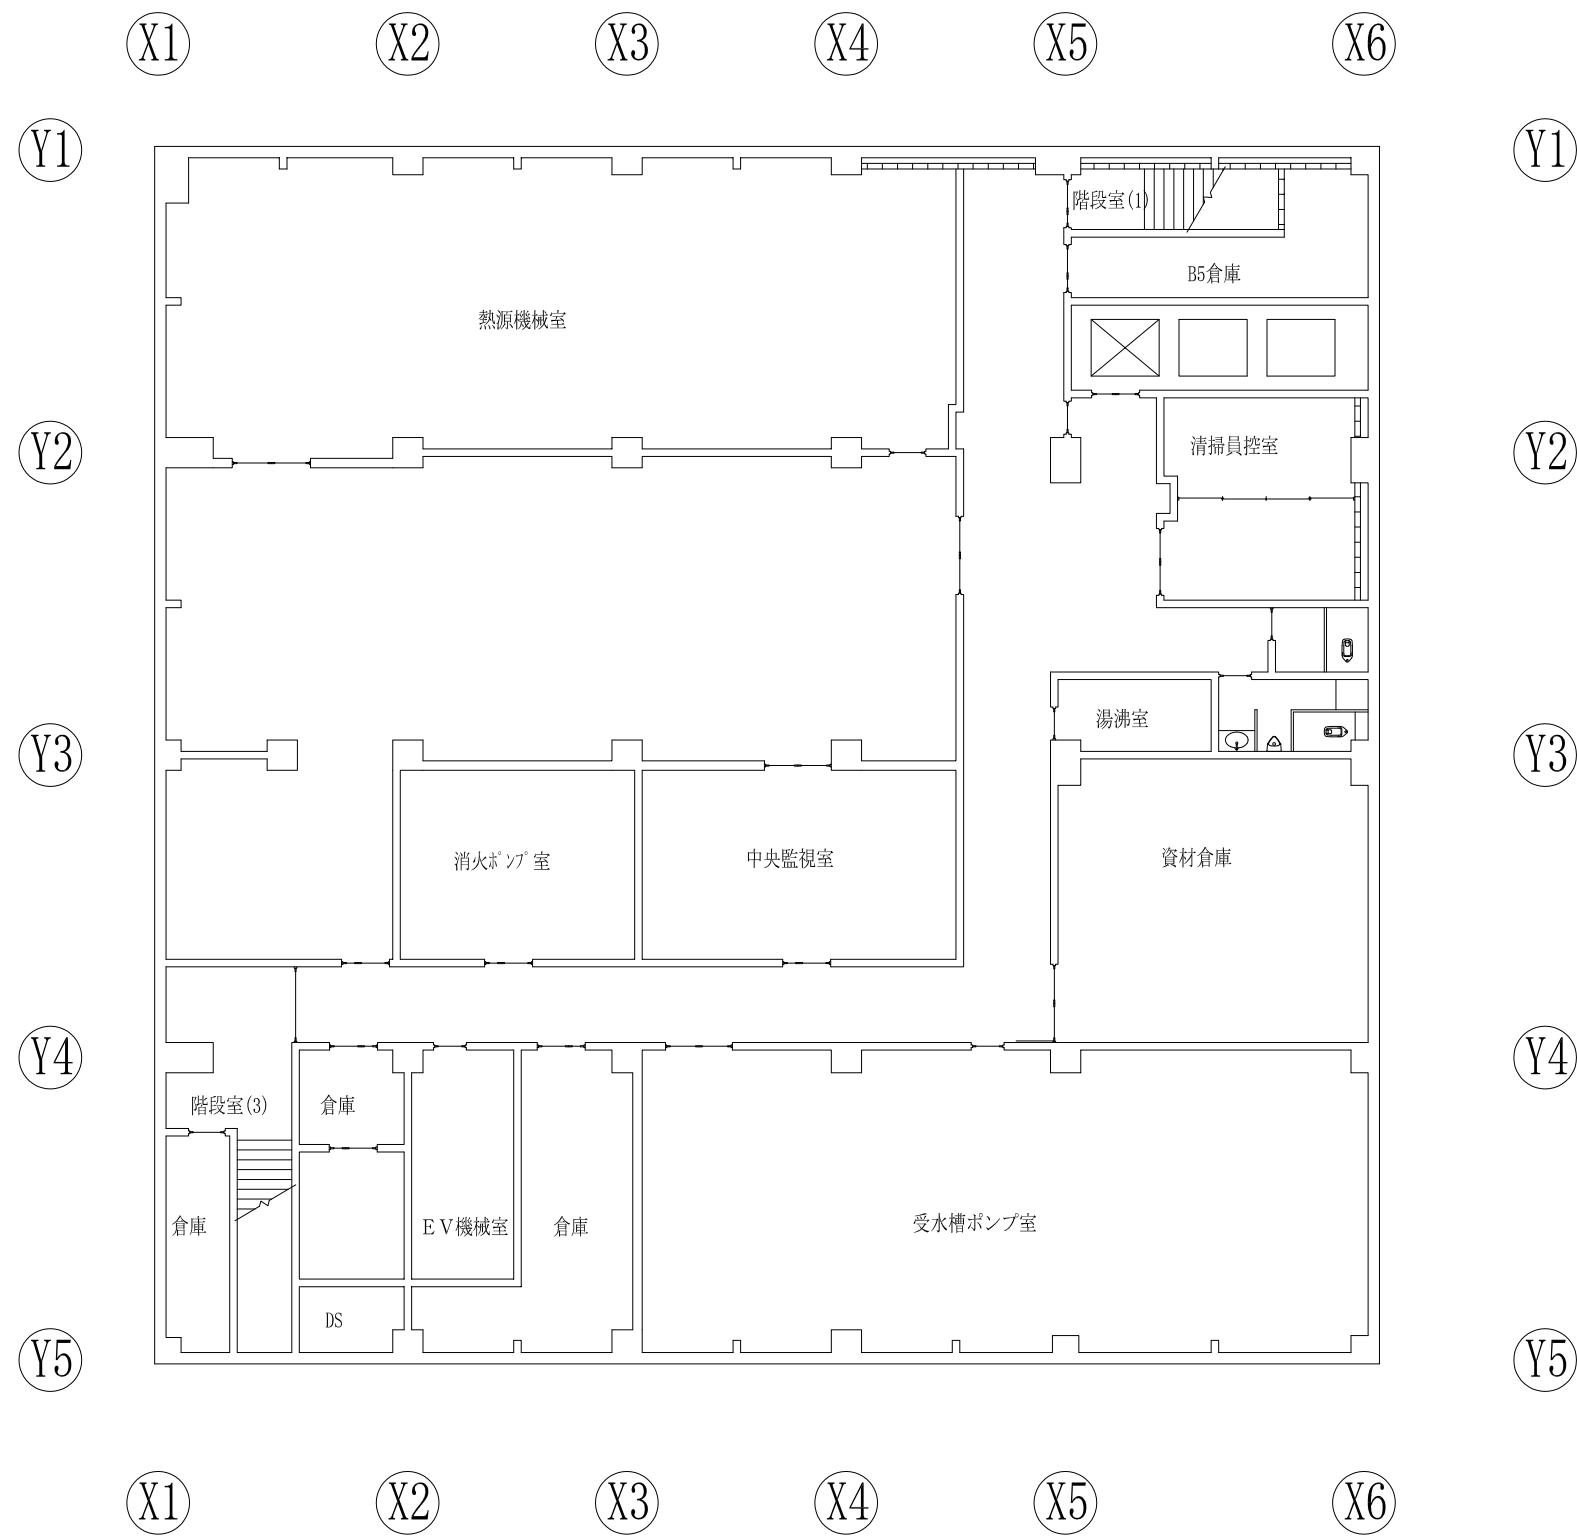 X1 X2 X3 X4 X5 X6
Y1 Y1
階段室(1)
B5倉庫
熱源機械室
Y2 清掃員控室 Y2
湯沸室
Y3 Y3
消火ﾎﾟﾝﾌﾟ室 中央監視室 資材倉庫
Y4 Y4
階段室(3) 倉庫
倉庫 EV機械室 倉庫 受水槽ポンプ室
DS
Y5 Y5
X1 X2 X3 X4 X5 X6